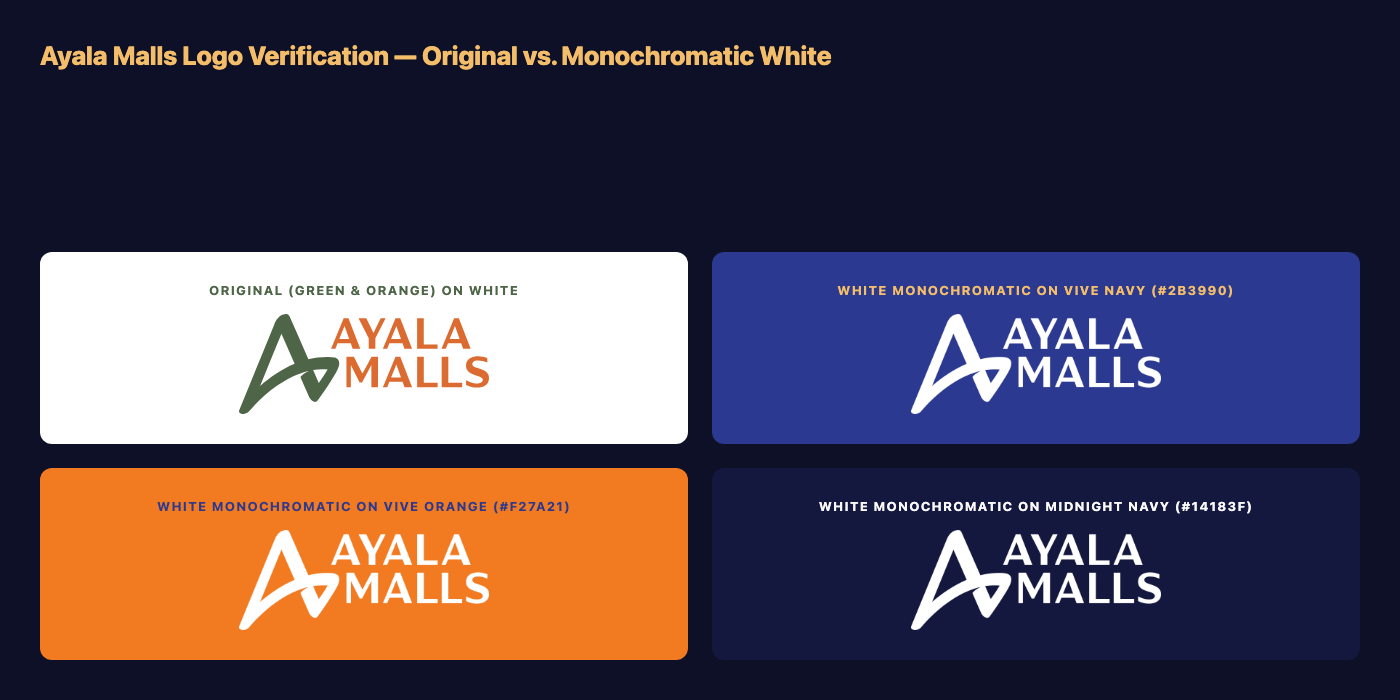 Ayala Malls Logo Verification — Original vs. Monochromatic White
ORIGINAL (GREEN & ORANGE) ON WHITE
AYALA
MALLS
WHITE MONOCHROMATIC ON VIVE NAVY (#2B3990)
AYALA
MALLS
WHITE MONOCHROMATIC ON VIVE ORANGE (#F27A21)
AYALA
MALLS
WHITE MONOCHROMATIC ON MIDNIGHT NAVY (#14183F)
AYALA
MALLS